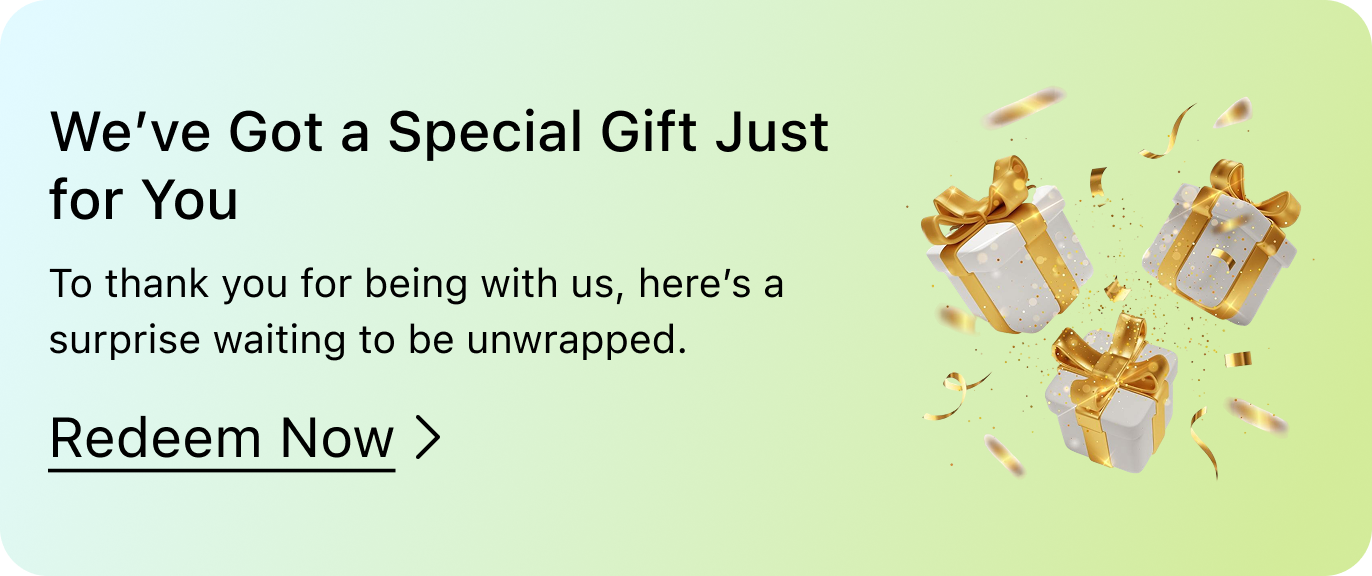 We’ve Got a Special Gift Just
for You
To thank you for being with us, here’s a
surprise waiting to be unwrapped.
Redeem Now